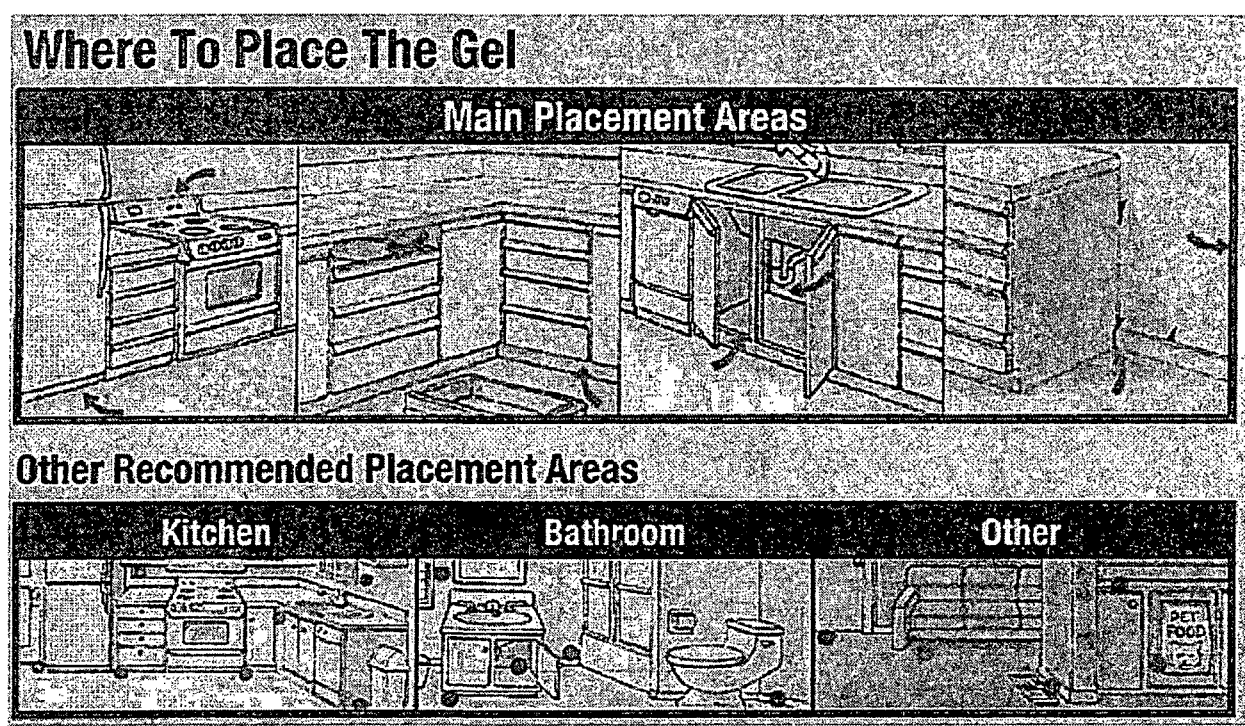 Where To Place The Gel
Main Placement Areas
Other Recommended Placement Areas
Kitchen
Bathroom
Other
PET
FOOD